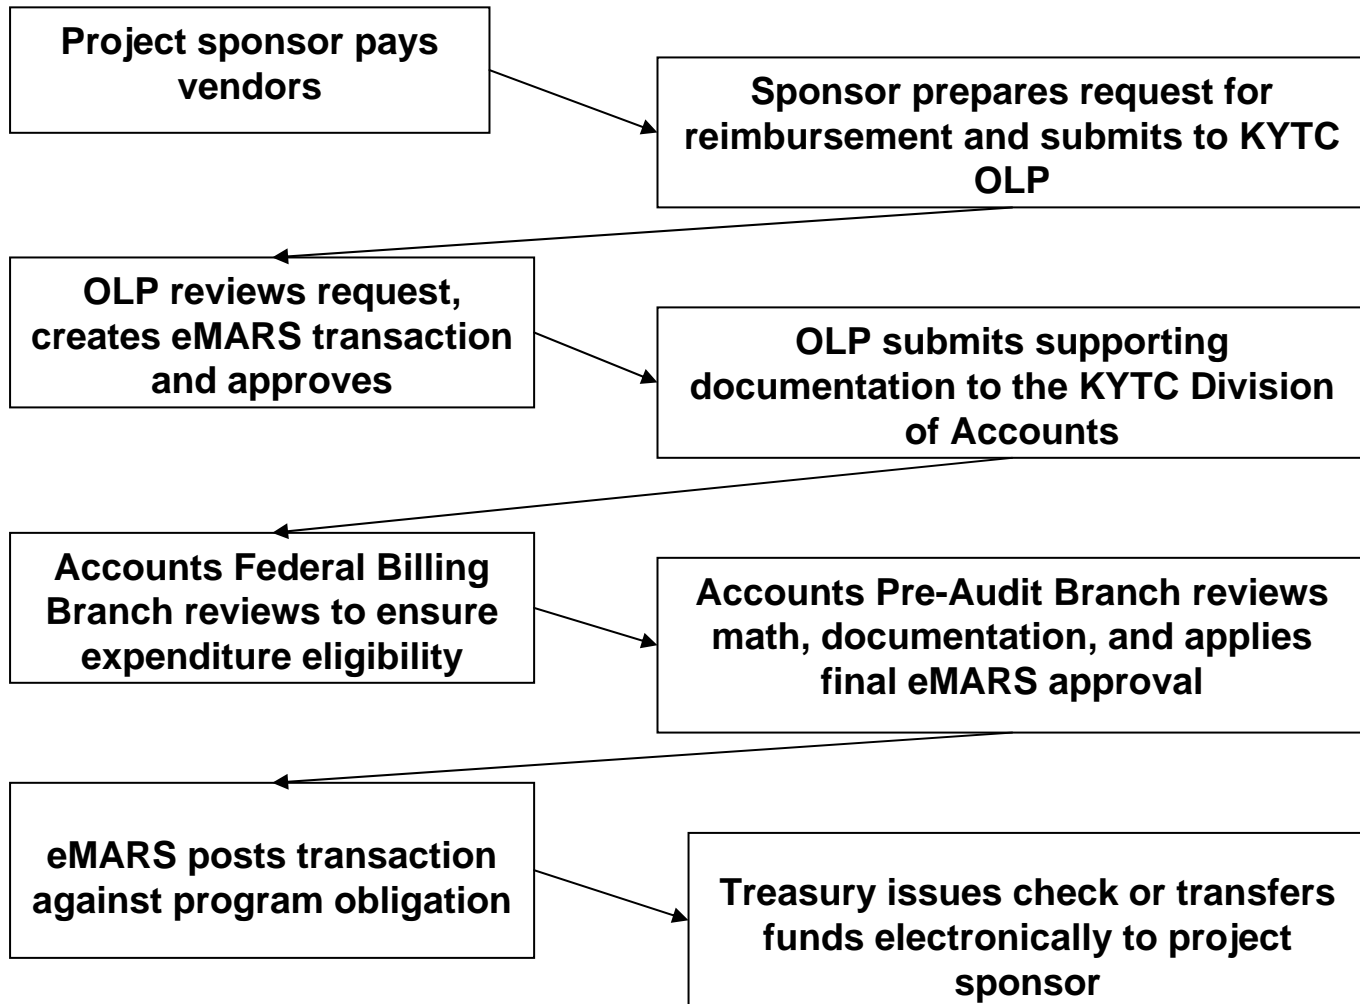 Project sponsor pays
vendors
Sponsor prepares request for
reimbursement and submits to KYTC
OLP
OLP reviews request,
creates eMARS transaction
and approves
OLP submits supporting
documentation to the KYTC Division
of Accounts
Accounts Federal Billing
Branch reviews to ensure
expenditure eligibility
Accounts Pre-Audit Branch reviews
math, documentation, and applies
final eMARS approval
eMARS posts transaction
against program obligation
Treasury issues check or transfers
funds electronically to project
sponsor